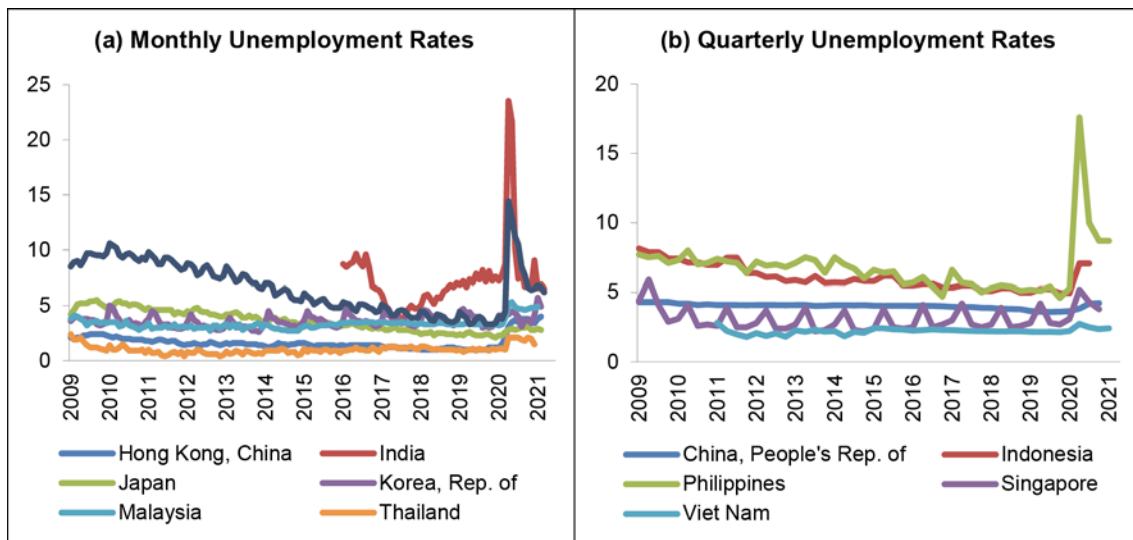 (a) Monthly Unemployment Rates
25
20
15
10
5
0
2009 2010 2011 2012 2013 2014 2015 2016 2017 2018 2019 2020 2021
Hong Kong, China India
Japan Korea, Rep. of
Malaysia Thailand
(b) Quarterly Unemployment Rates
20
15
10
5
0
2009 2010 2011 2012 2013 2014 2015 2016 2017 2018 2019 2020 2021
China, People's Rep. of Indonesia
Philippines Singapore
Viet Nam